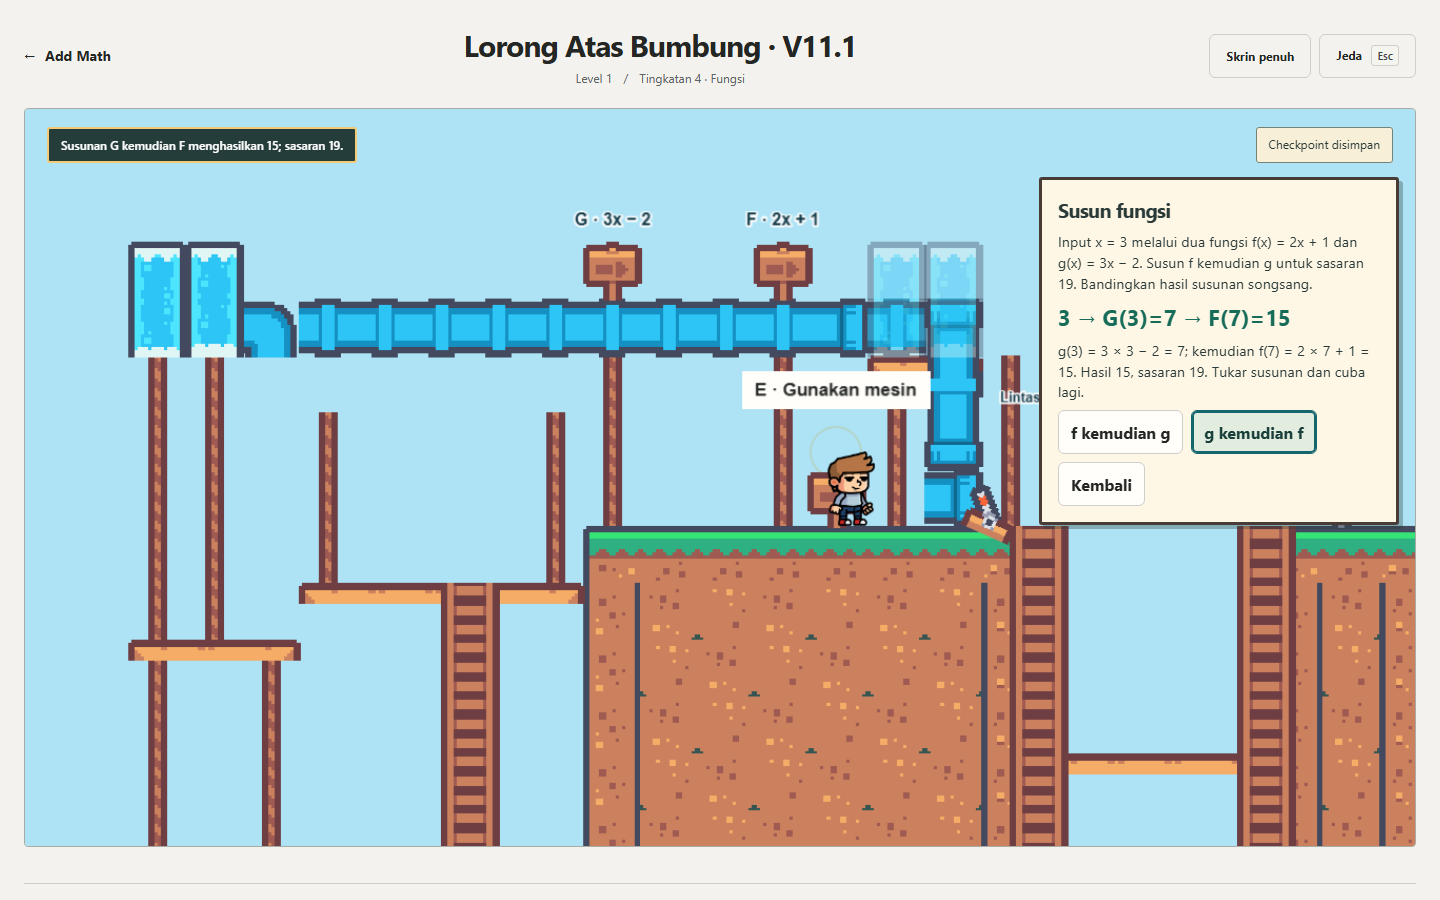 ← Add Math
Lorong Atas Bumbung · V11.1
Level 1 / Tingkatan 4 · Fungsi
Skrin penuh
Jeda Esc
Susunan G kemudian F menghasilkan 15; sasaran 19.
Checkpoint disimpan
G · 3x − 2
F · 2x + 1
E · Gunakan mesin
Lintas
Susun fungsi
Input x = 3 melalui dua fungsi f(x) = 2x + 1 dan
g(x) = 3x − 2. Susun f kemudian g untuk sasaran
19. Bandingkan hasil susunan songsang.
3 → G(3)=7 → F(7)=15
g(3) = 3 × 3 − 2 = 7; kemudian f(7) = 2 × 7 + 1 =
15. Hasil 15, sasaran 19. Tukar susunan dan cuba
lagi.
f kemudian g
g kemudian f
Kembali